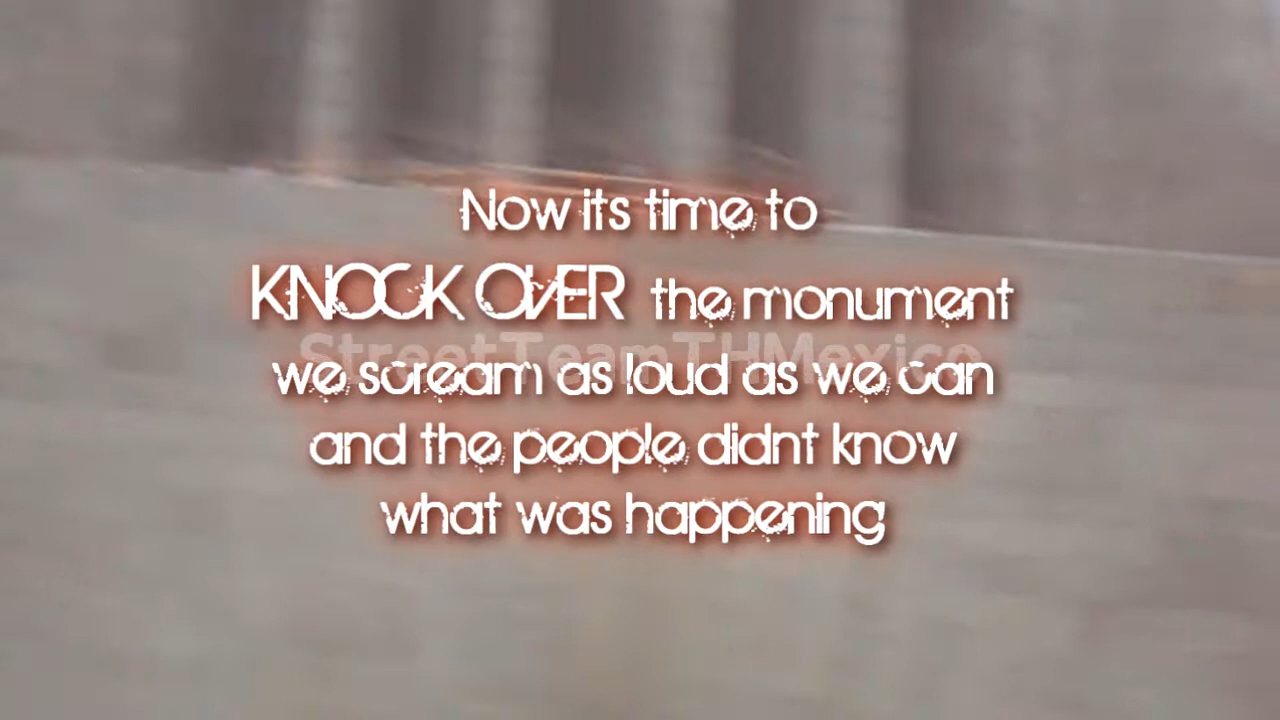 Now its time to
KNOCK OVER the monument
StreetTeamTHMexico
we scream as loud as we can
and the people didnt know
what was happening